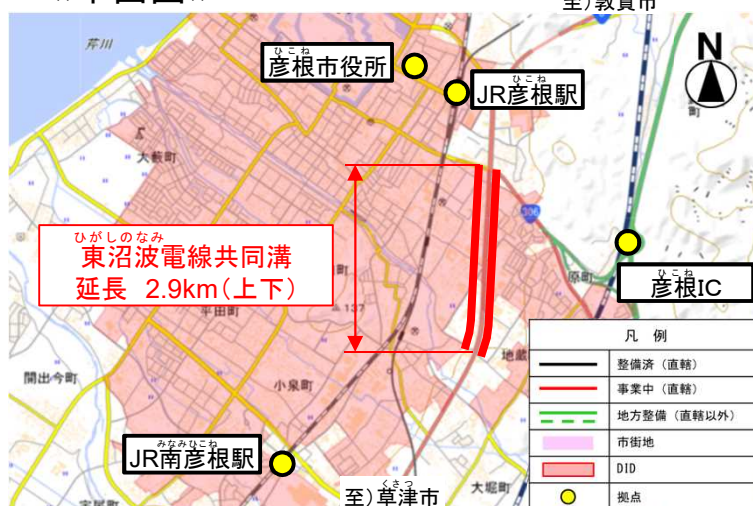 至)敦賀市
芹川
ひこね
彦根市役所
ひこね
JR彦根駅
N
大藪町
306
ひがしのなみ
東沼波電線共同溝
延長 2.9km(上下)
原町
ひこね
彦根IC
137
平田町
地蔵
開出今町
小泉町
みなみひこね
JR南彦根駅
くさつ
至)草津市
大堀町
凡 例
整備済(直轄)
事業中(直轄)
地方整備(直轄以外)
市街地
DID
拠点